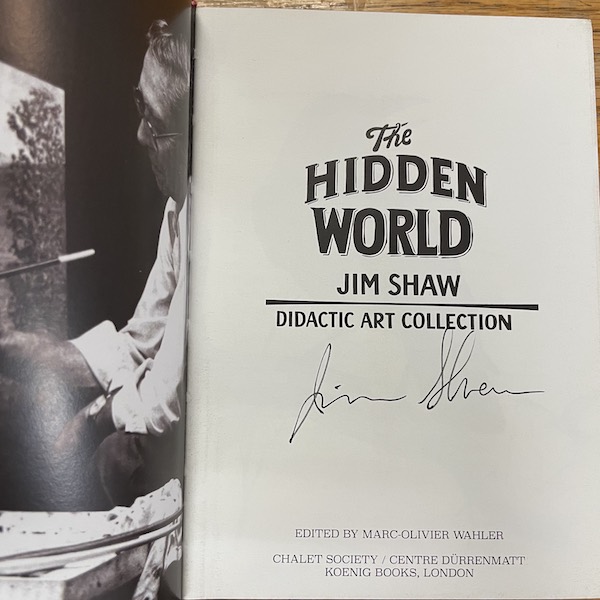 The
HIDDEN
WORLD
JIM SHAW
DIDACTIC ART COLLECTION
Jim Shaw
EDITED BY MARC-OLIVIER WAHLER
CHALET SOCIETY / CENTRE DÜRRENMATT
KOENIG BOOKS, LONDON